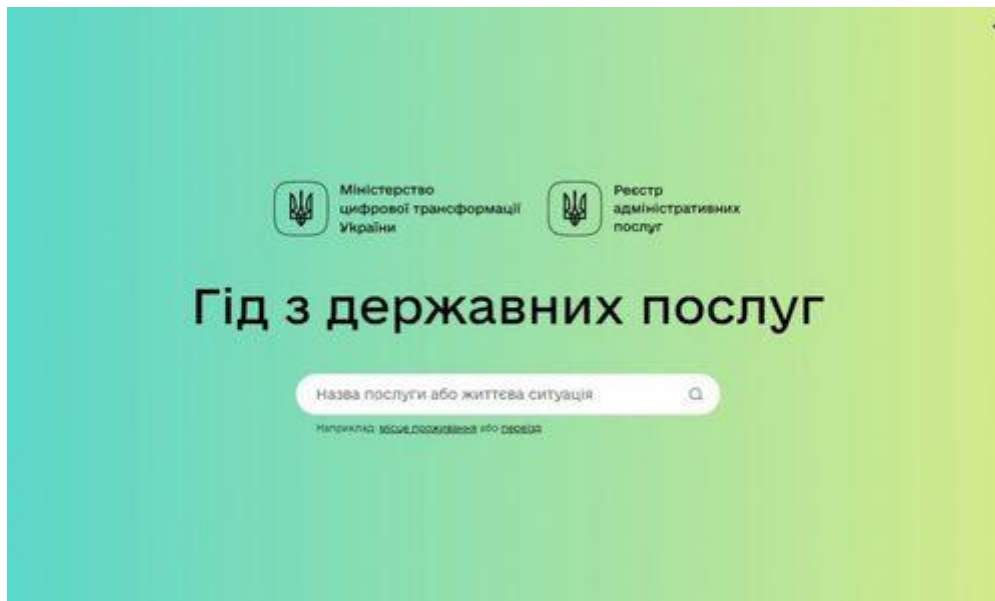 Міністерство
цифрової трансформації
України
Реєстр
адміністративних
послуг
Гід з державних послуг
Назва послуги або життєва ситуація
Наприклад: місце проживання або переїзд